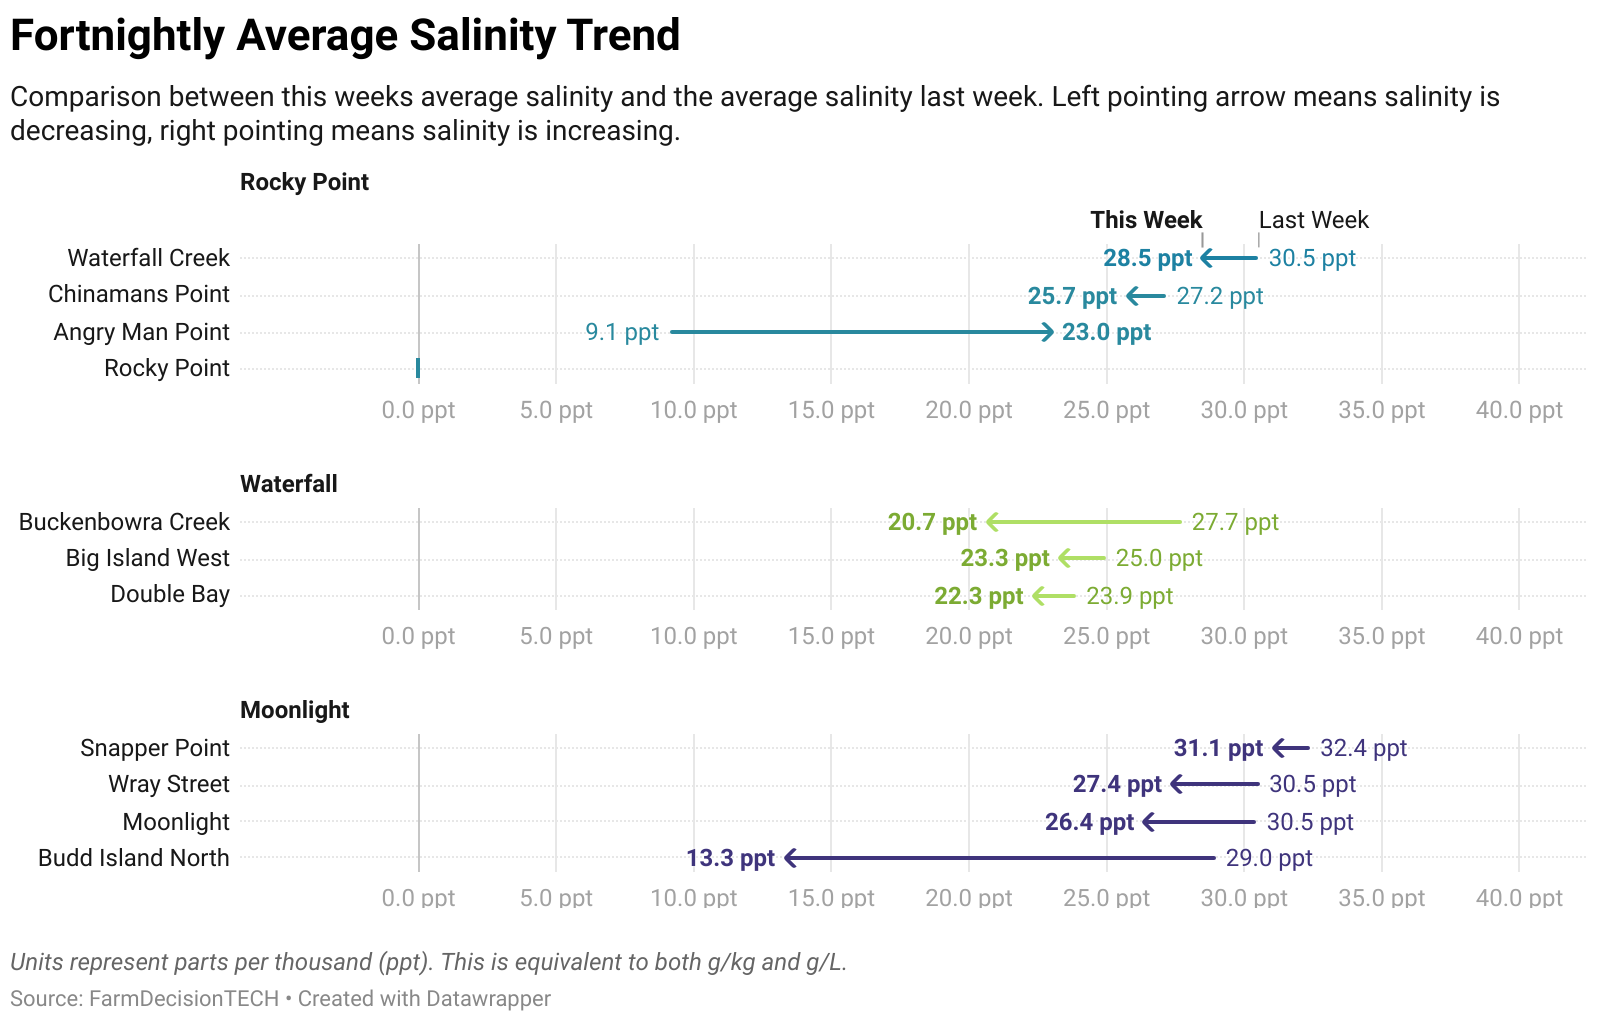 Fortnightly Average Salinity Trend
Comparison between this weeks average salinity and the average salinity last week. Left pointing arrow means salinity is
decreasing, right pointing means salinity is increasing.
Rocky Point
This Week Last Week
Waterfall Creek 28.5 ppt 30.5 ppt
Chinamans Point 25.7 ppt 27.2 ppt
Angry Man Point 9.1 ppt 23.0 ppt
Rocky Point
0.0 ppt 5.0 ppt 10.0 ppt 15.0 ppt 20.0 ppt 25.0 ppt 30.0 ppt 35.0 ppt 40.0 ppt
Waterfall
Buckenbowra Creek 20.7 ppt 27.7 ppt
Big Island West 23.3 ppt 25.0 ppt
Double Bay 22.3 ppt 23.9 ppt
0.0 ppt 5.0 ppt 10.0 ppt 15.0 ppt 20.0 ppt 25.0 ppt 30.0 ppt 35.0 ppt 40.0 ppt
Moonlight
Snapper Point 31.1 ppt 32.4 ppt
Wray Street 27.4 ppt 30.5 ppt
Moonlight 26.4 ppt 30.5 ppt
Budd Island North 13.3 ppt 29.0 ppt
0.0 ppt 5.0 ppt 10.0 ppt 15.0 ppt 20.0 ppt 25.0 ppt 30.0 ppt 35.0 ppt 40.0 ppt
Units represent parts per thousand (ppt). This is equivalent to both g/kg and g/L.
Source: FarmDecisionTECH • Created with Datawrapper